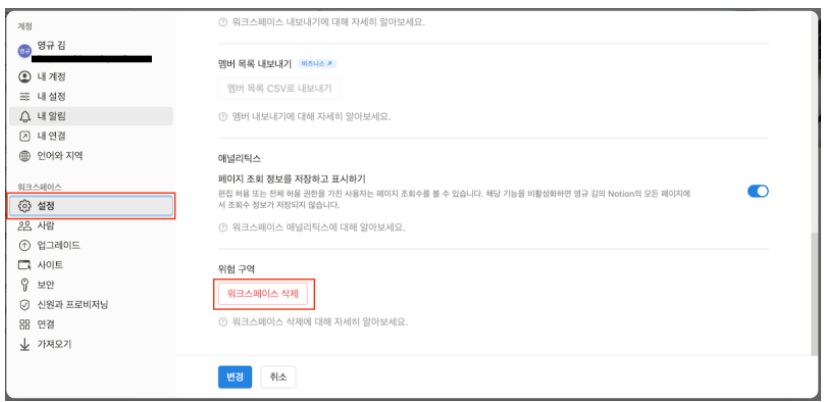 계정
영규
영규 김
내 계정
내 설정
내 알림
내 연결
언어와 지역
워크스페이스
설정
사람
업그레이드
사이트
보안
신원과 프로비저닝
연결
가져오기
워크스페이스 내보내기에 대해 자세히 알아보세요.
멤버 목록 내보내기 비즈니스 ↗
멤버 목록 CSV로 내보내기
멤버 내보내기에 대해 자세히 알아보세요.
애널리틱스
페이지 조회 정보를 저장하고 표시하기
편집 허용 또는 전체 허용 권한을 가진 사용자는 페이지 조회수를 볼 수 있습니다. 해당 기능을 비활성화하면 영규 김의 Notion의 모든 페이지에
서 조회수 정보가 저장되지 않습니다.
워크스페이스 애널리틱스에 대해 알아보세요.
위험 구역
워크스페이스 삭제
워크스페이스 삭제에 대해 자세히 알아보세요.
변경
취소